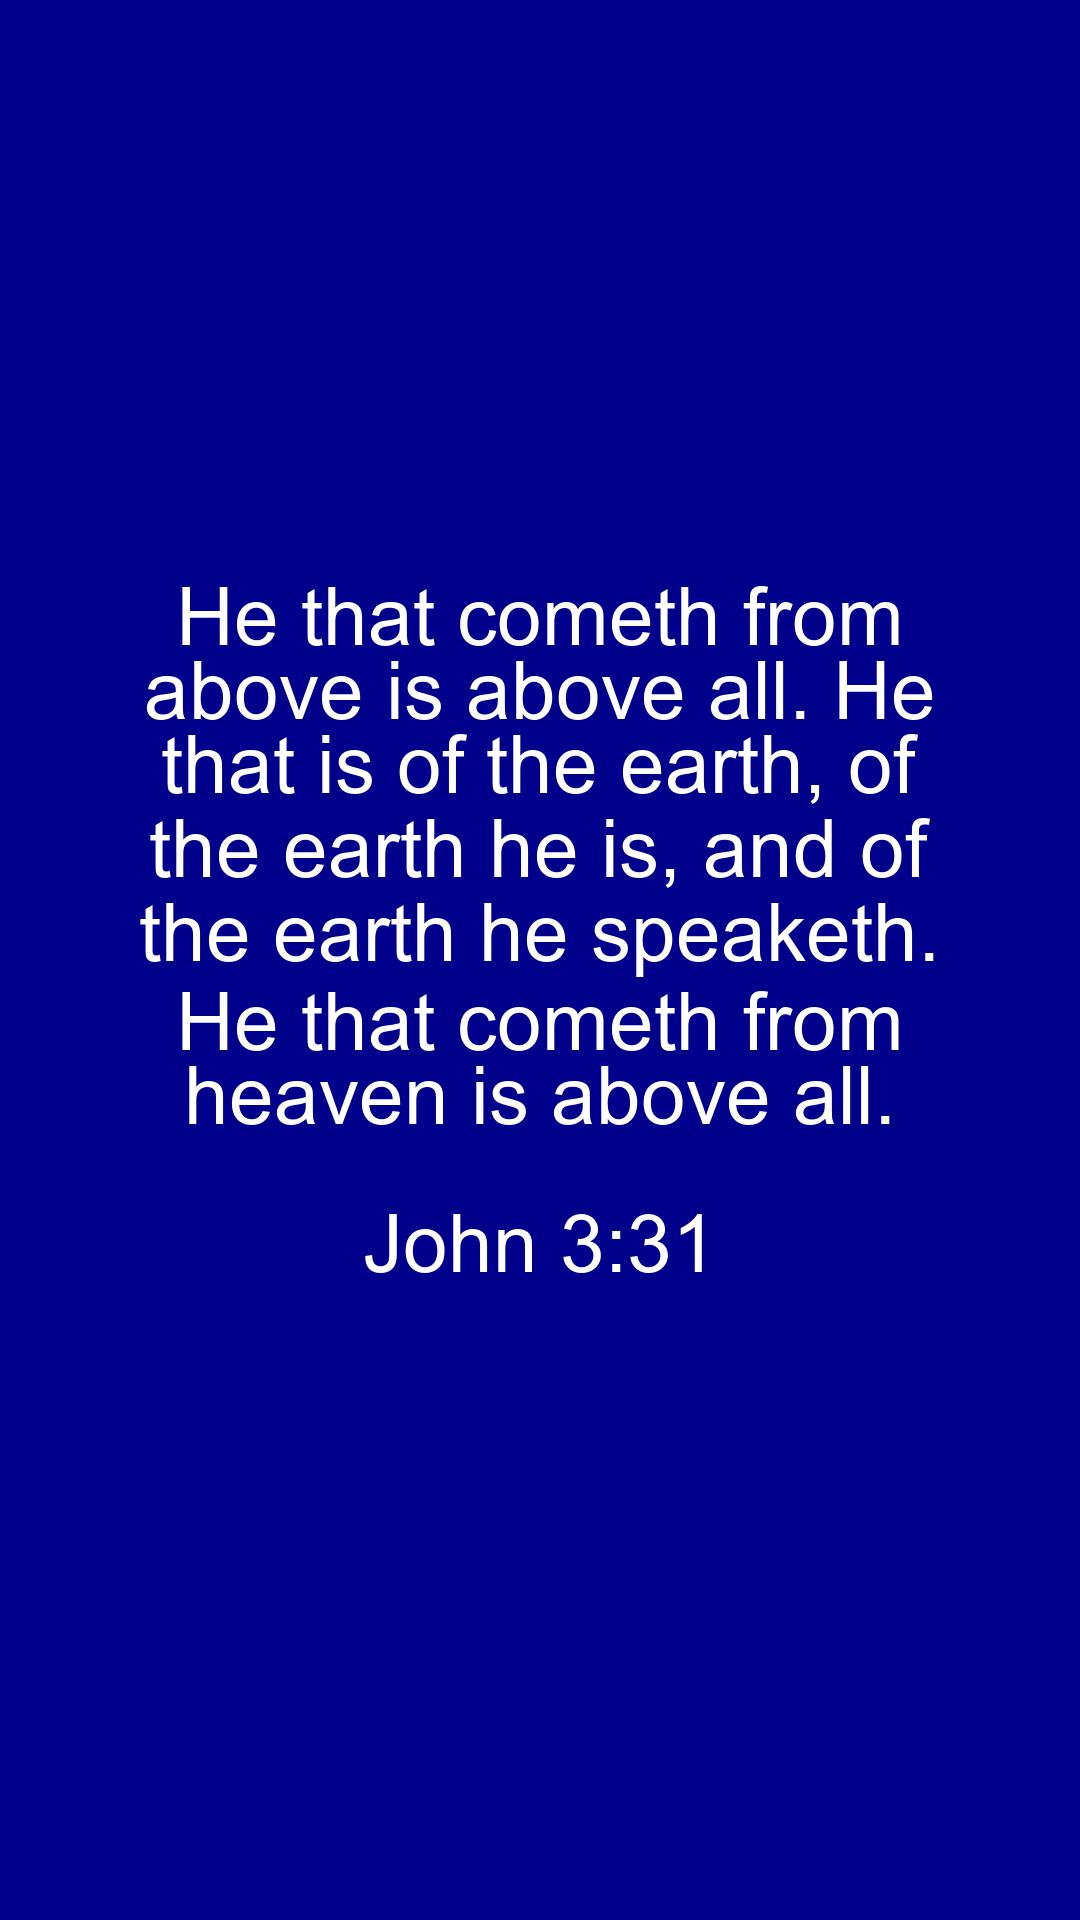 He that cometh from
above is above all. He
that is of the earth, of
the earth he is, and of
the earth he speaketh.
He that cometh from
heaven is above all.
John 3:31